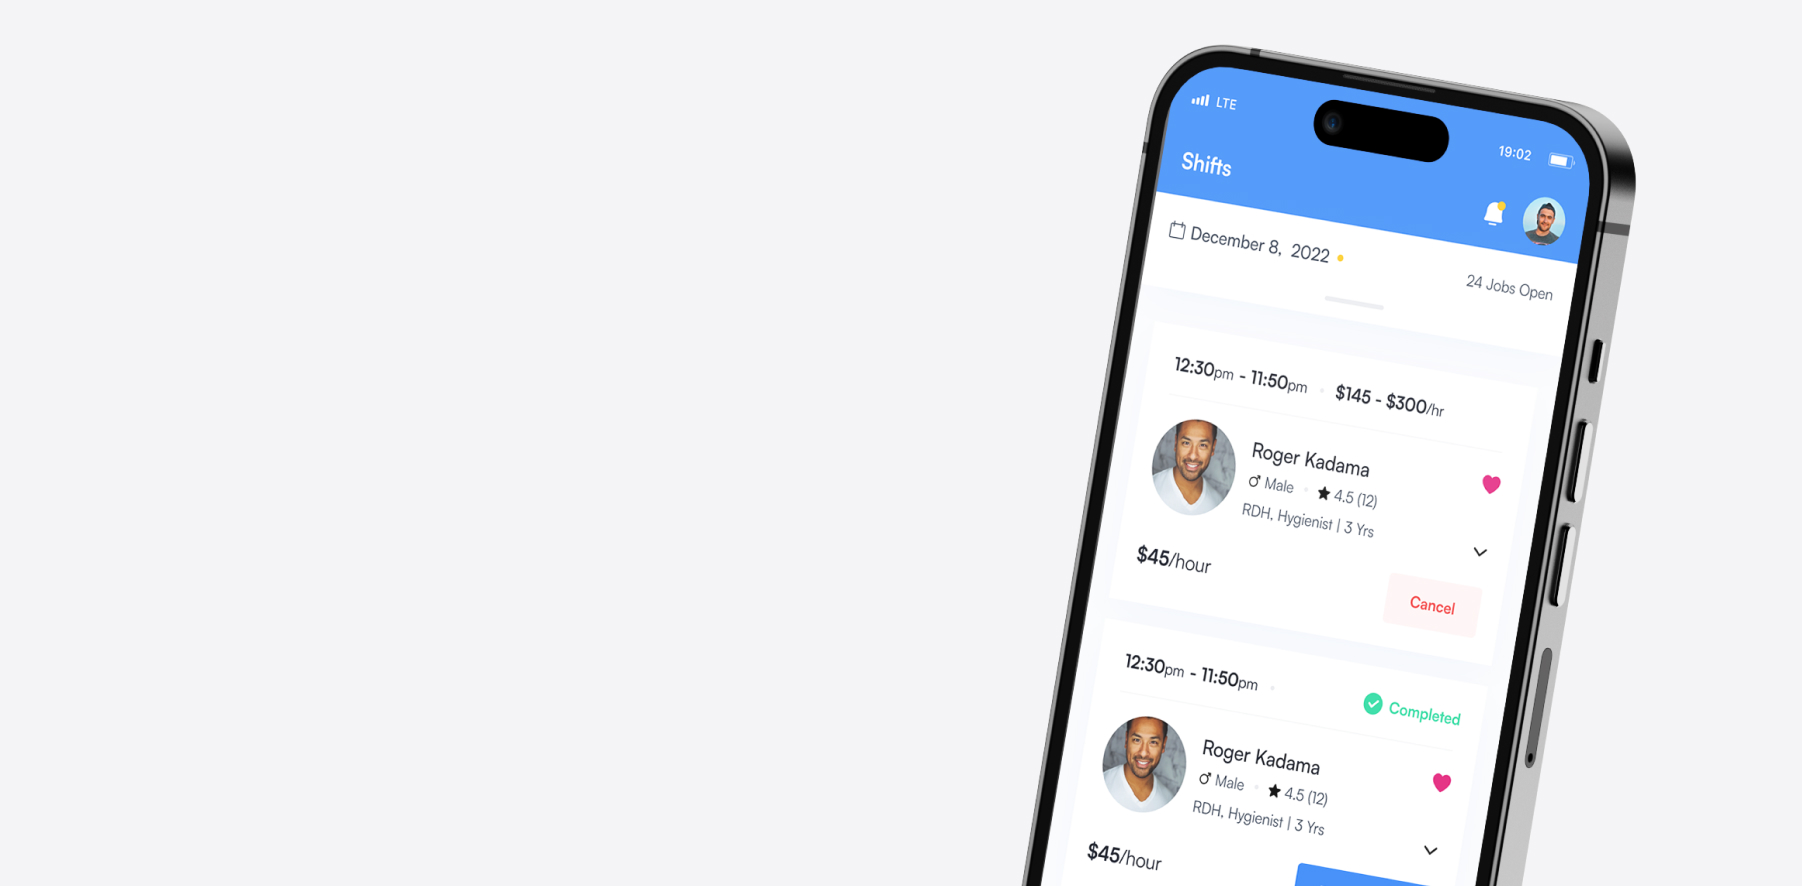 LTE
19:02
Shifts
December 8, 2022
24 Jobs Open
12:30pm - 11:50pm
$145 - $300/hr
Roger Kadama
Male
4.5 (12)
RDH, Hygienist | 3 Yrs
$45/hour
Cancel
12:30pm - 11:50pm
Completed
Roger Kadama
Male
4.5 (12)
RDH, Hygienist | 3 Yrs
$45/hour